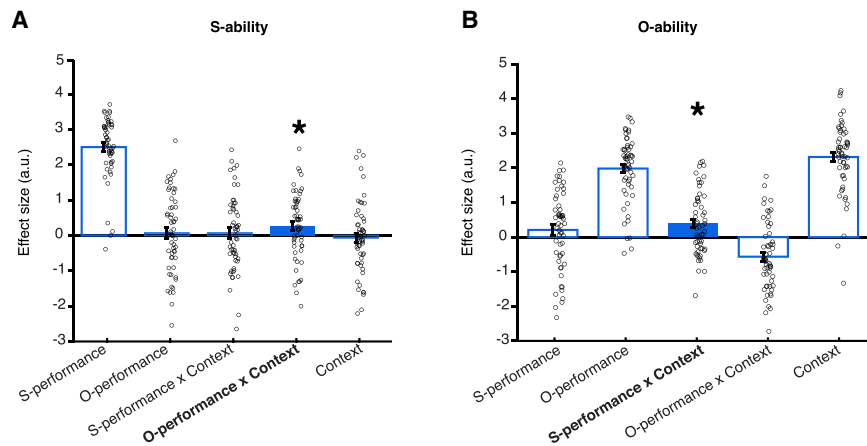 A
S-ability
5
4
3
2
1
0
-1
-2
-3
Effect size (a.u.)
*
S-performance
O-performance
S-performance x Context
O-performance x Context
Context
B
O-ability
5
4
3
2
1
0
-1
-2
-3
Effect size (a.u.)
*
S-performance
O-performance
S-performance x Context
O-performance x Context
Context